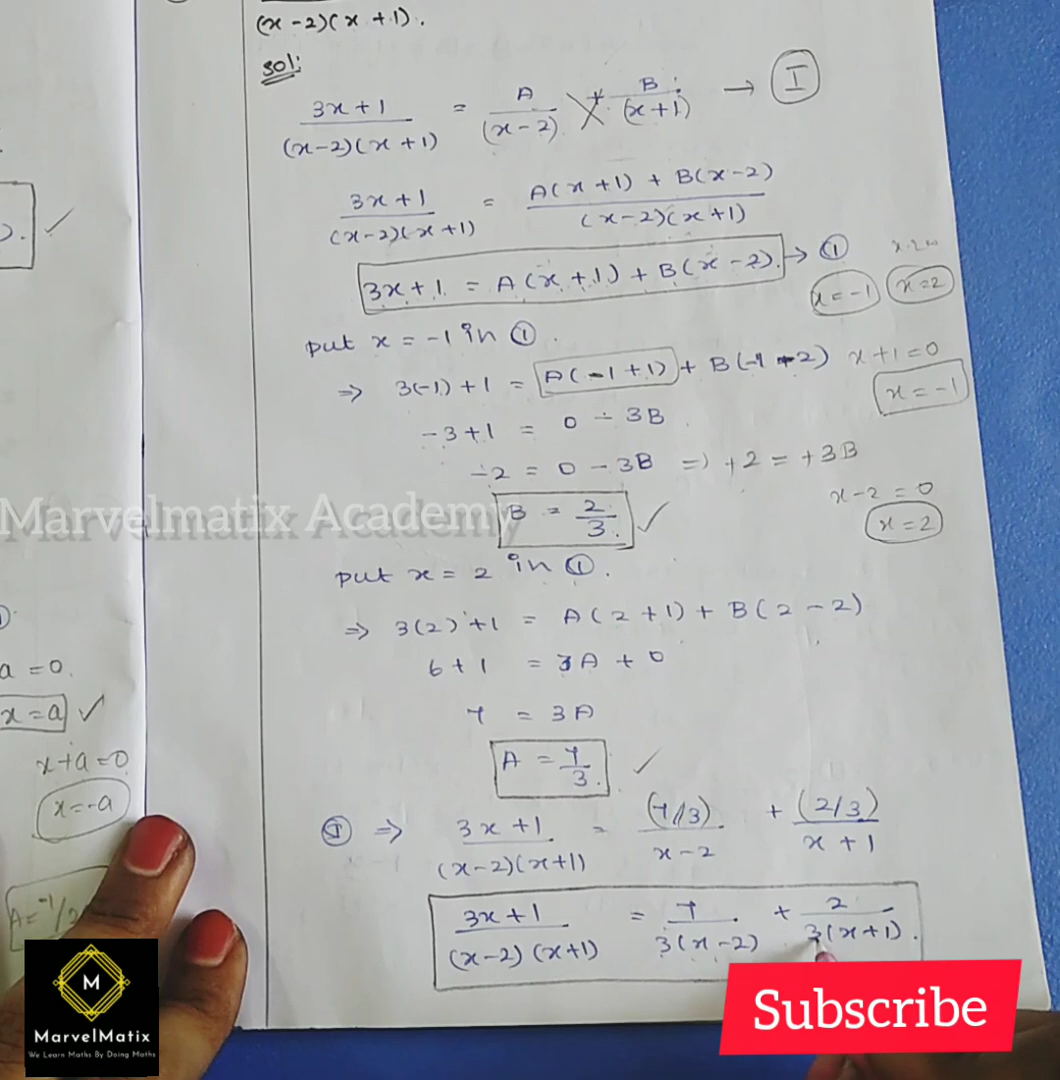 (x-2)(x+1).
Sol:
3x+1 / (x-2)(x+1) = A / (x-2) + B / (x+1) → I
3x+1 / (x-2)(x+1) = A(x+1) + B(x-2) / (x-2)(x+1)
3x+1 = A(x+1) + B(x-2). → ①
x=-1 x=2
put x = -1 in ①.
⇒ 3(-1)+1 = A(-1+1) + B(-1-2) x+1=0
x=-1
-3+1 = 0 - 3B
-2 = 0 - 3B ⇒ +2 = +3B
x-2=0
x=2
B = 2/3. ✓
put x = 2 in ①.
⇒ 3(2)+1 = A(2+1) + B(2-2)
6+1 = 3A + 0
7 = 3A
A = 7/3. ✓
Ⓘ ⇒ 3x+1 / (x-2)(x+1) = (7/3) / x-2 + (2/3) / x+1
3x+1 / (x-2)(x+1) = 7 / 3(x-2) + 2 / 3(x+1).
a=0.
x=a ✓
x+a=0
x=-a
Marvelmatix Academy
M
MarvelMatix
We Learn Maths By Doing Maths
Subscribe